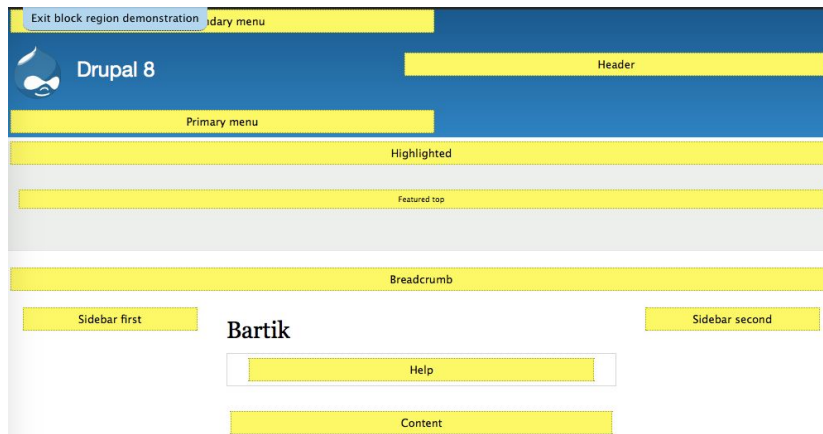 Exit block region demonstration
dary menu
Drupal 8
Header
Primary menu
Highlighted
Featured top
Breadcrumb
Sidebar first
Bartik
Sidebar second
Help
Content